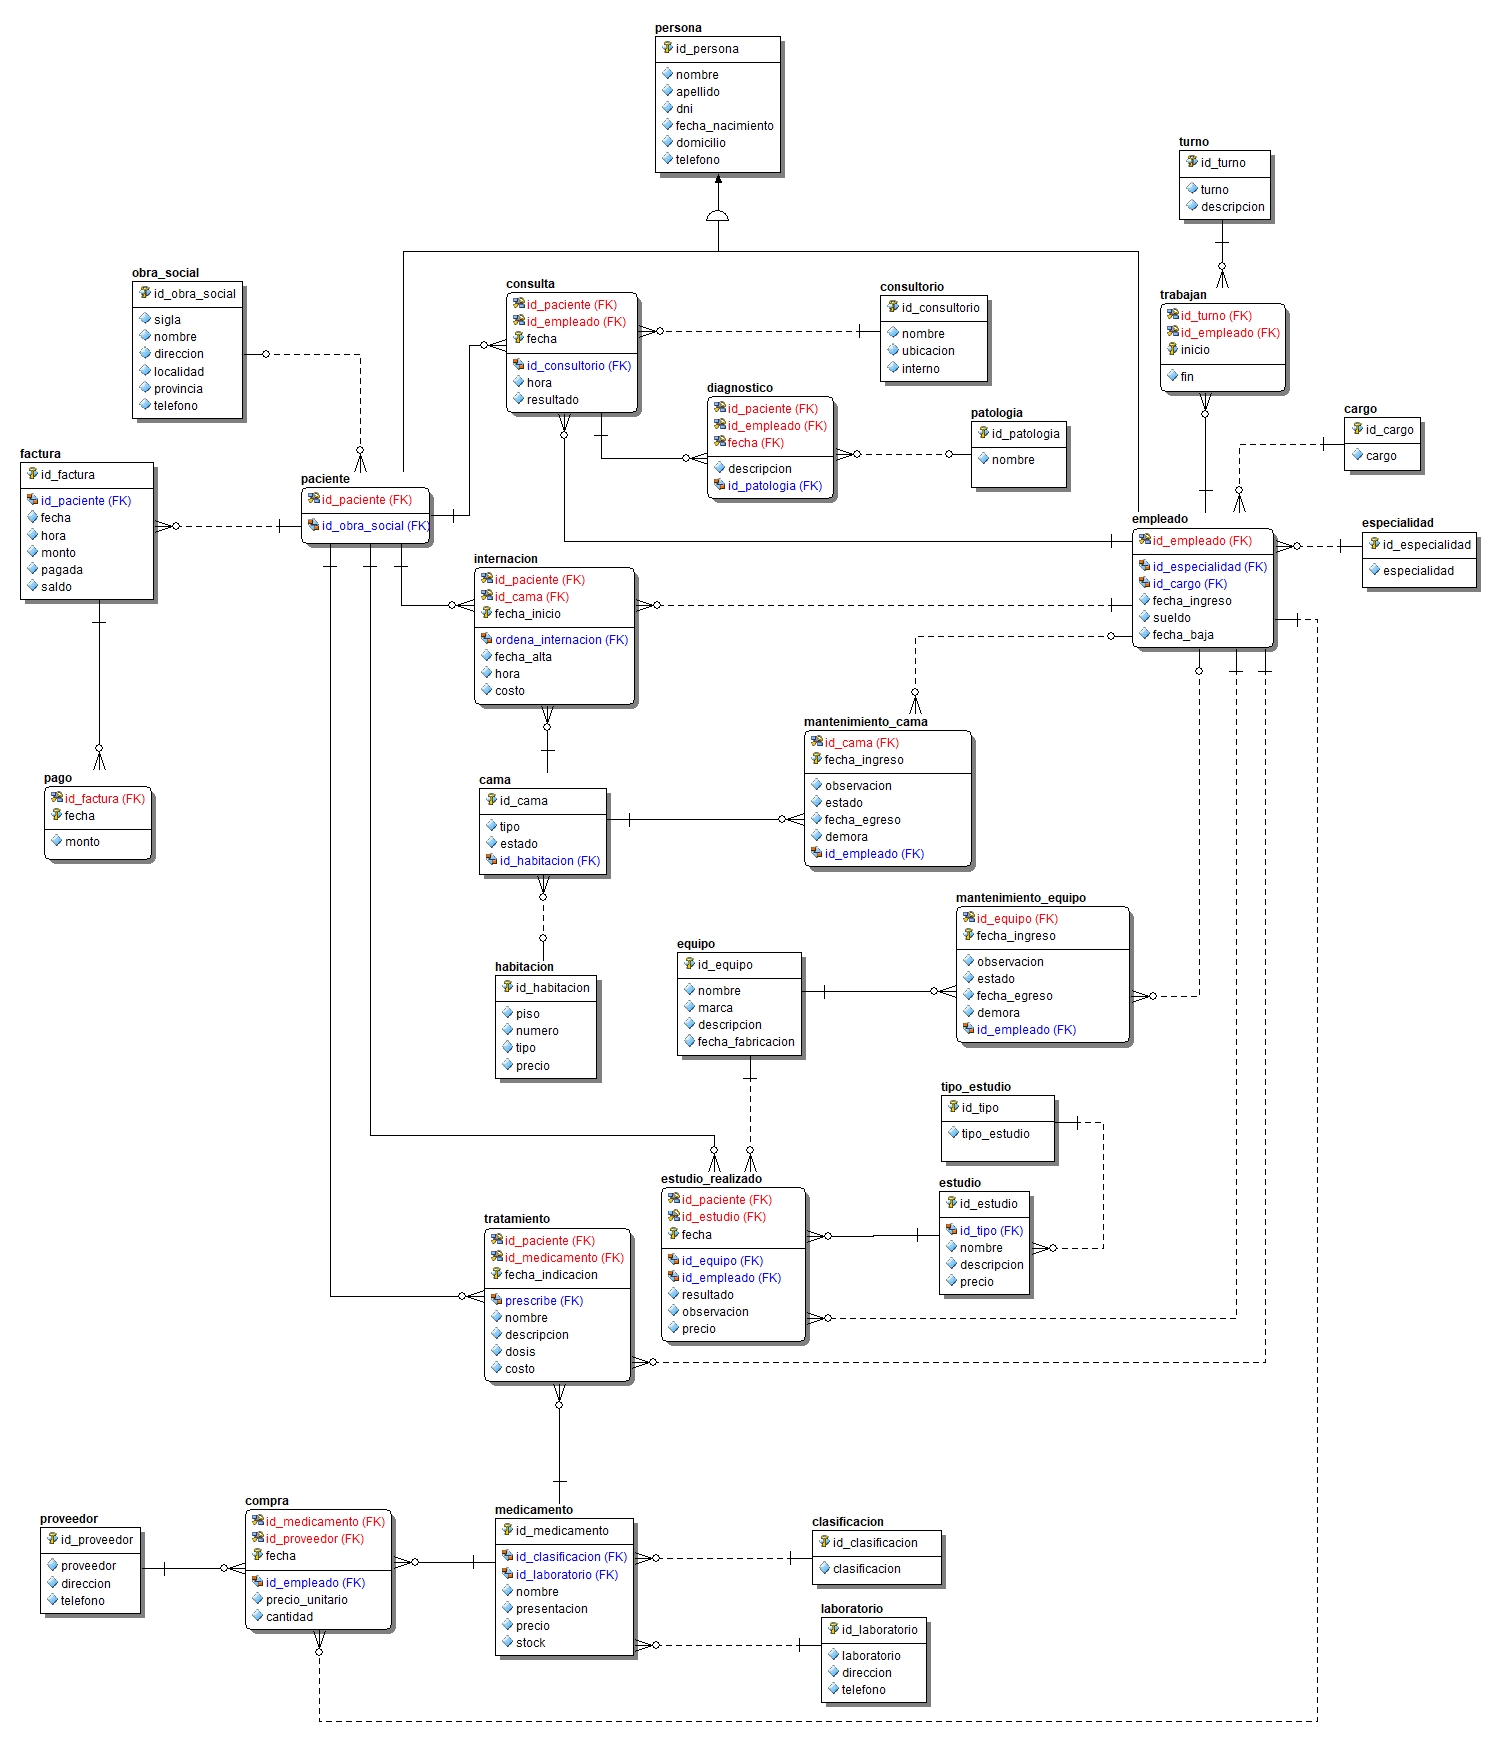 persona
id_persona
nombre
apellido
dni
fecha_nacimiento
domicilio
telefono
turno
id_turno
turno
descripcion
obra_social
id_obra_social
sigla
nombre
direccion
localidad
provincia
telefono
consulta
id_paciente (FK)
id_empleado (FK)
fecha
id_consultorio (FK)
hora
resultado
consultorio
id_consultorio
nombre
ubicacion
interno
trabajan
id_turno (FK)
id_empleado (FK)
inicio
fin
diagnostico
id_paciente (FK)
id_empleado (FK)
fecha (FK)
descripcion
id_patologia (FK)
patologia
id_patologia
nombre
cargo
id_cargo
cargo
factura
id_factura
id_paciente (FK)
fecha
hora
monto
pagada
saldo
paciente
id_paciente (FK)
id_obra_social (FK)
empleado
id_empleado (FK)
id_especialidad (FK)
id_cargo (FK)
fecha_ingreso
sueldo
fecha_baja
especialidad
id_especialidad
especialidad
internacion
id_paciente (FK)
id_cama (FK)
fecha_inicio
ordena_internacion (FK)
fecha_alta
hora
costo
mantenimiento_cama
id_cama (FK)
fecha_ingreso
observacion
estado
fecha_egreso
demora
id_empleado (FK)
pago
id_factura (FK)
fecha
monto
cama
id_cama
tipo
estado
id_habitacion (FK)
mantenimiento_equipo
id_equipo (FK)
fecha_ingreso
observacion
estado
fecha_egreso
demora
id_empleado (FK)
equipo
id_equipo
nombre
marca
descripcion
fecha_fabricacion
habitacion
id_habitacion
piso
numero
tipo
precio
tipo_estudio
id_tipo
tipo_estudio
estudio_realizado
id_paciente (FK)
id_estudio (FK)
fecha
id_equipo (FK)
id_empleado (FK)
resultado
observacion
precio
estudio
id_estudio
id_tipo (FK)
nombre
descripcion
precio
tratamiento
id_paciente (FK)
id_medicamento (FK)
fecha_indicacion
prescribe (FK)
nombre
descripcion
dosis
costo
proveedor
id_proveedor
proveedor
direccion
telefono
compra
id_medicamento (FK)
id_proveedor (FK)
fecha
id_empleado (FK)
precio_unitario
cantidad
medicamento
id_medicamento
id_clasificacion (FK)
id_laboratorio (FK)
nombre
presentacion
precio
stock
clasificacion
id_clasificacion
clasificacion
laboratorio
id_laboratorio
laboratorio
direccion
telefono